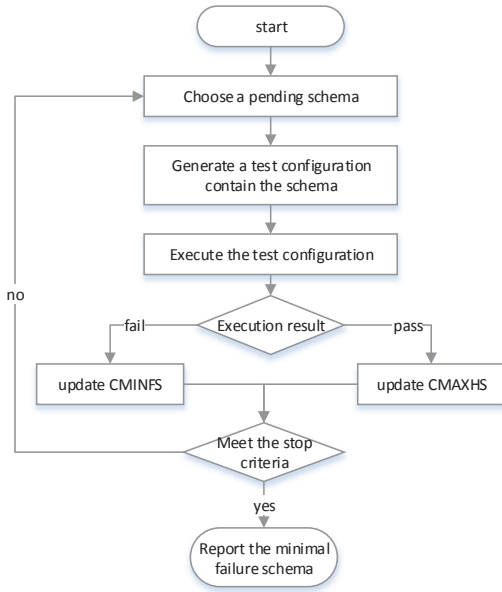 start
Choose a pending schema
Generate a test configuration
contain the schema
Execute the test configuration
no
Execution result
fail
pass
update CMINFS
update CMAXHS
Meet the stop
criteria
yes
Report the minimal
failure schema